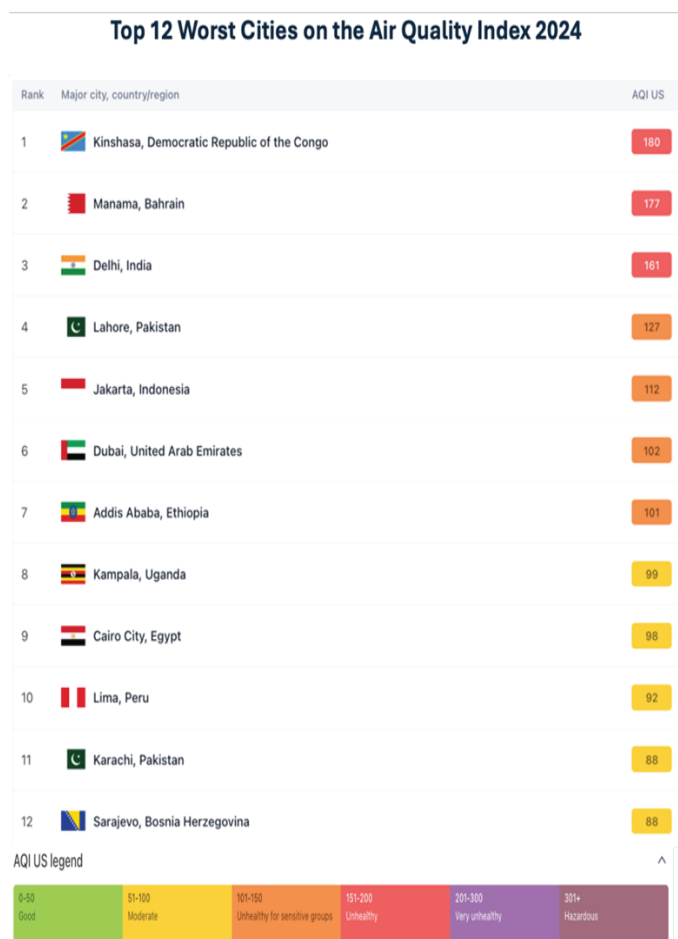 Top 12 Worst Cities on the Air Quality Index 2024
Rank Major city, country/region AQI US
1 Kinshasa, Democratic Republic of the Congo 180
2 Manama, Bahrain 177
3 Delhi, India 161
4 Lahore, Pakistan 127
5 Jakarta, Indonesia 112
6 Dubai, United Arab Emirates 102
7 Addis Ababa, Ethiopia 101
8 Kampala, Uganda 99
9 Cairo City, Egypt 98
10 Lima, Peru 92
11 Karachi, Pakistan 88
12 Sarajevo, Bosnia Herzegovina 88
AQI US legend
0-50 51-100 101-150 151-200 201-300 301+
Good Moderate Unhealthy for sensitive groups Unhealthy Very unhealthy Hazardous